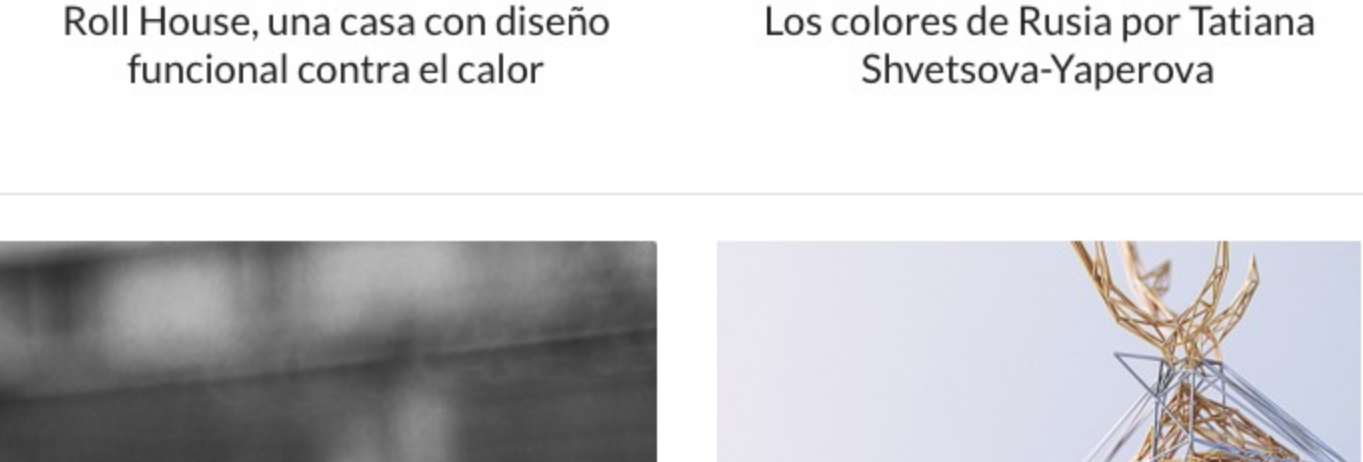 Roll House, una casa con diseño
funcional contra el calor
Los colores de Rusia por Tatiana
Shvetsova-Yaperova